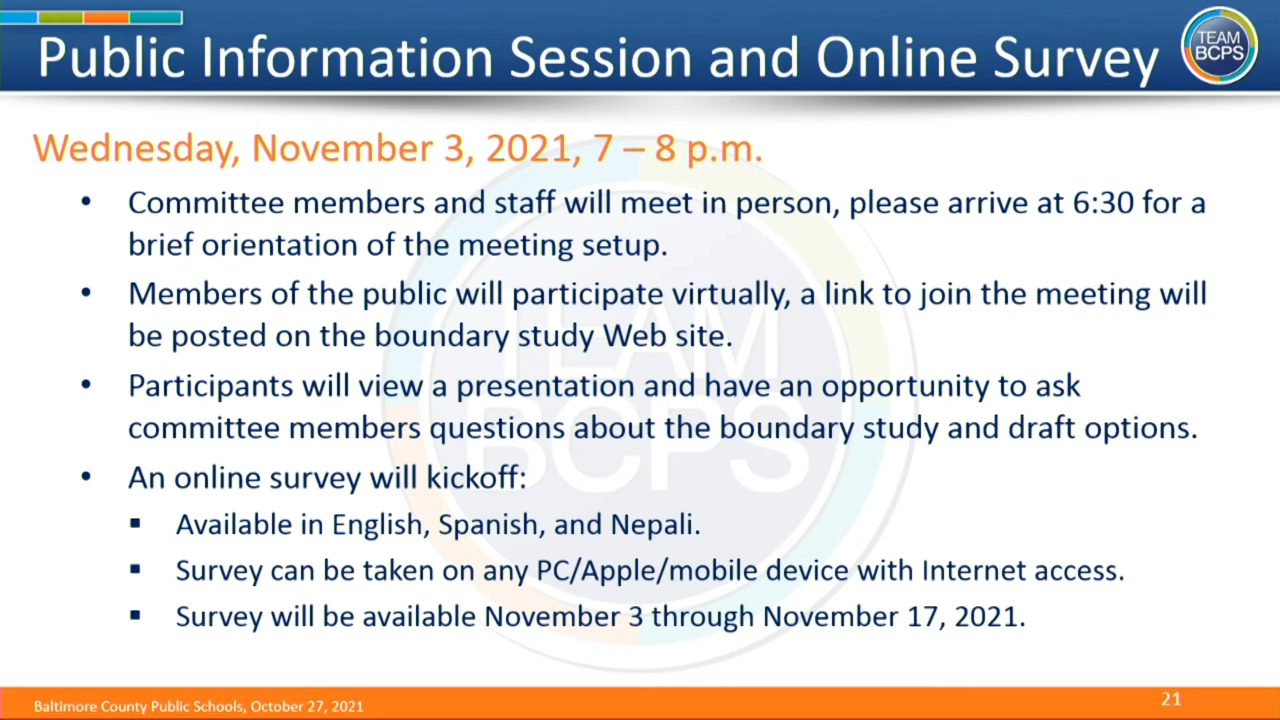 Public Information Session and Online Survey
TEAM
BCPS
Wednesday, November 3, 2021, 7 – 8 p.m.
• Committee members and staff will meet in person, please arrive at 6:30 for a
brief orientation of the meeting setup.
• Members of the public will participate virtually, a link to join the meeting will
be posted on the boundary study Web site.
• Participants will view a presentation and have an opportunity to ask
committee members questions about the boundary study and draft options.
• An online survey will kickoff:
▪ Available in English, Spanish, and Nepali.
▪ Survey can be taken on any PC/Apple/mobile device with Internet access.
▪ Survey will be available November 3 through November 17, 2021.
TEAM
BCPS
Baltimore County Public Schools, October 27, 2021
21